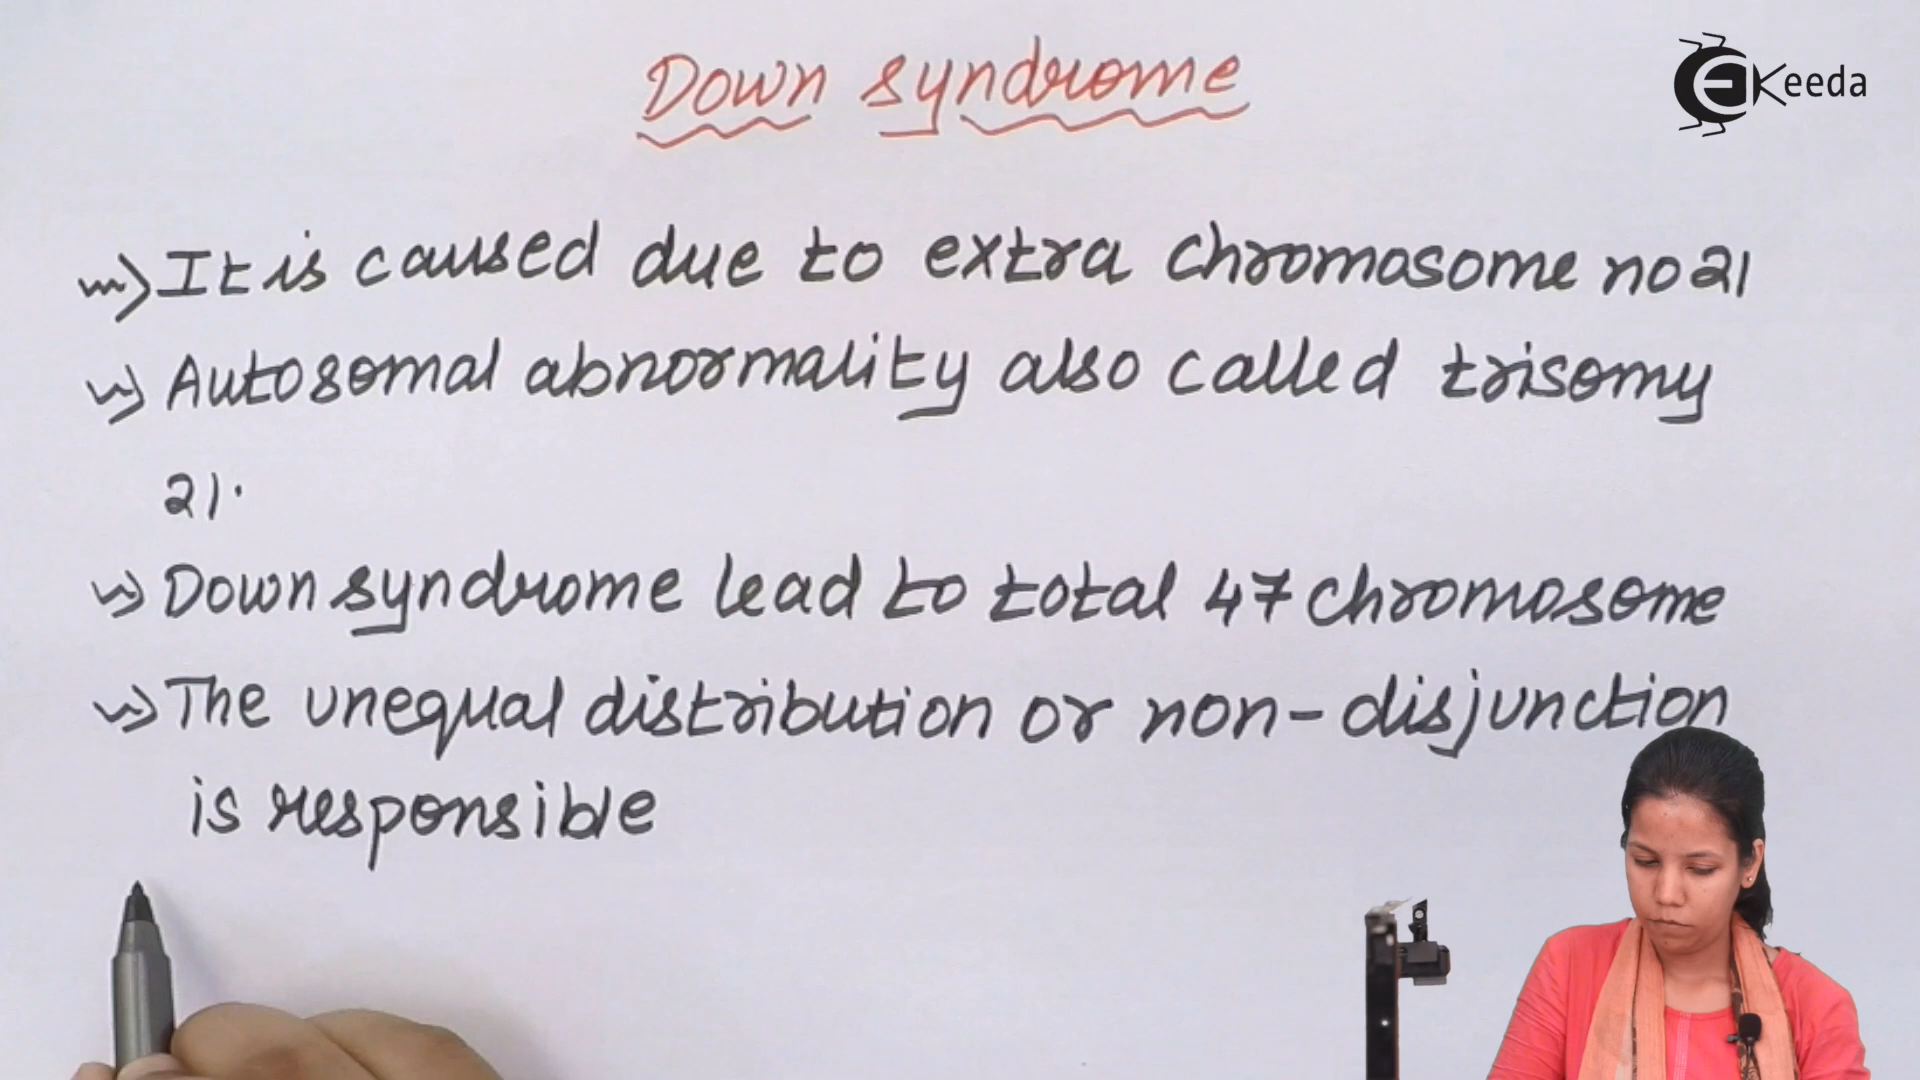 Down syndrome
EKeeda
It is caused due to extra chromosome no 21
Autosomal abnormality also called trisomy
21.
Down syndrome lead to total 47 chromosome
The unequal distribution or non-disjunction
is responsible